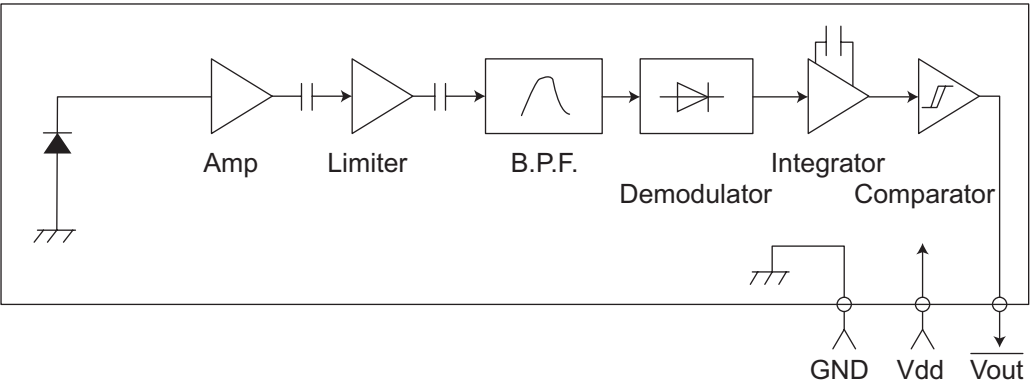 Amp
Limiter
B.P.F.
Integrator
Demodulator
Comparator
GND
Vdd
Vout